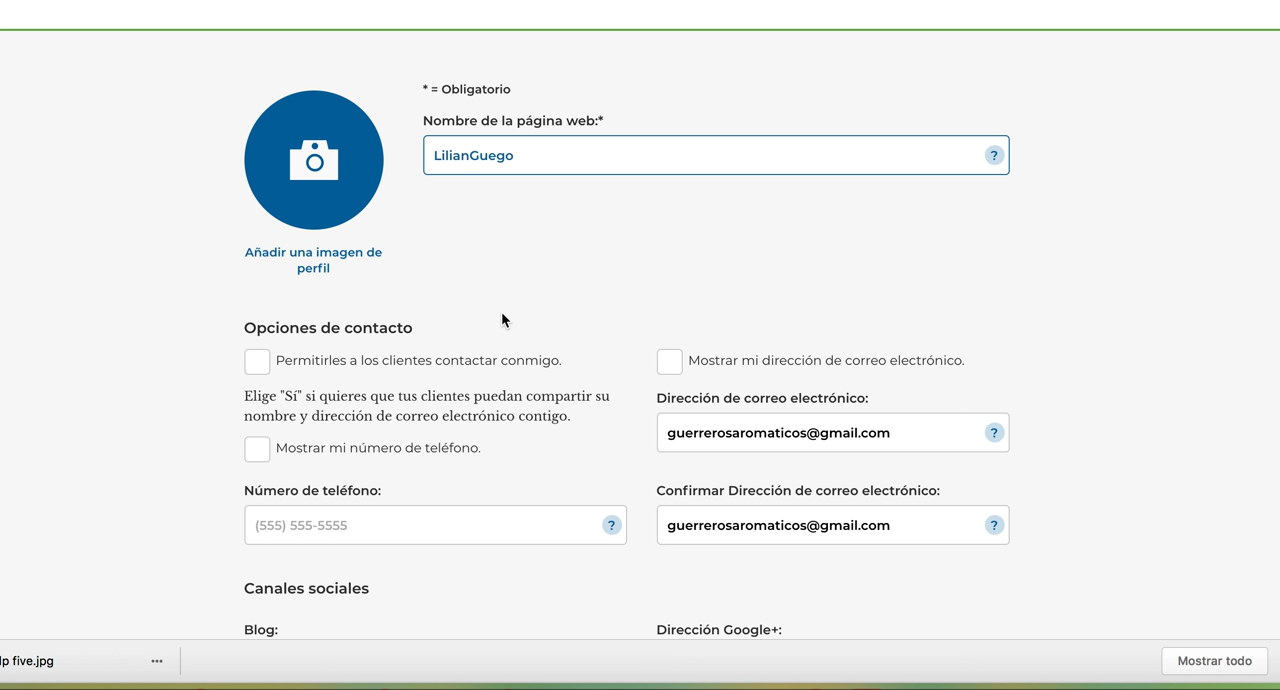 * = Obligatorio
Nombre de la página web:*
LilianGuego
?
Añadir una imagen de
perfil
Opciones de contacto
Permitirles a los clientes contactar conmigo.
Mostrar mi dirección de correo electrónico.
Elige "Sí" si quieres que tus clientes puedan compartir su
nombre y dirección de correo electrónico contigo.
Dirección de correo electrónico:
guerrerosaromaticos@gmail.com
?
Mostrar mi número de teléfono.
Número de teléfono:
(555) 555-5555
?
Confirmar Dirección de correo electrónico:
guerrerosaromaticos@gmail.com
?
Canales sociales
Blog:
Dirección Google+:
lp five.jpg
Mostrar todo